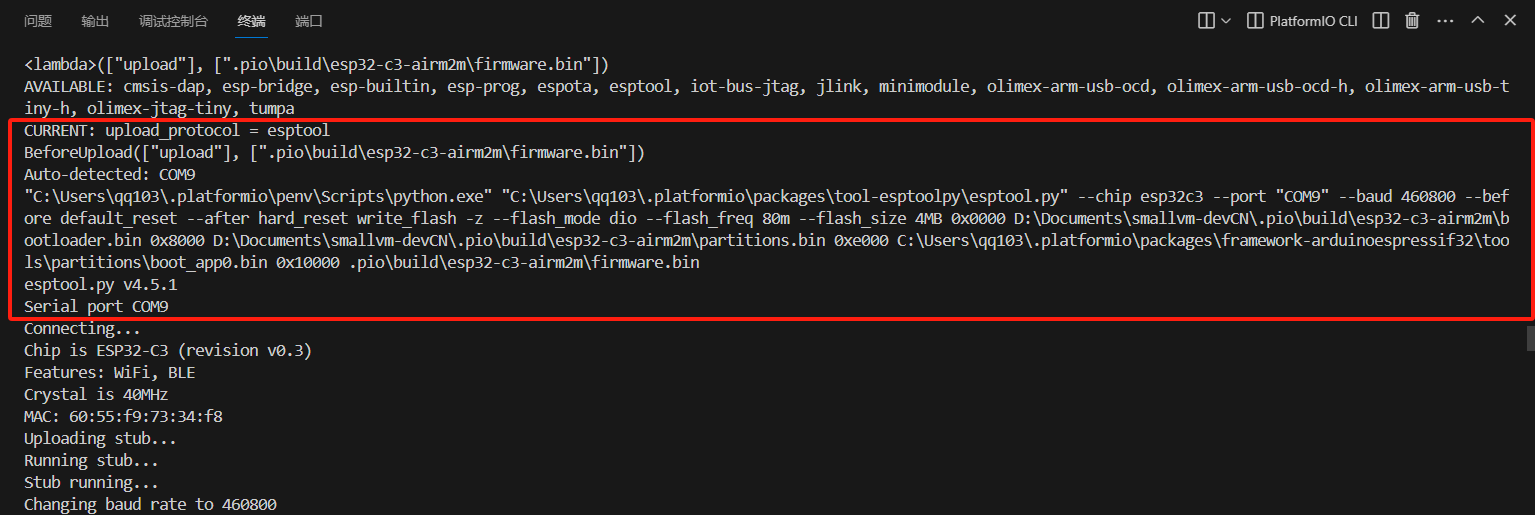 问题 输出 调试控制台 终端 端口 PlatformIO CLI
<lambda>(["upload"], [".pio\build\esp32-c3-airm2m\firmware.bin"])
AVAILABLE: cmsis-dap, esp-bridge, esp-builtin, esp-prog, espota, esptool, iot-bus-jtag, jlink, minimodule, olimex-arm-usb-ocd, olimex-arm-usb-ocd-h, olimex-arm-usb-t
iny-h, olimex-jtag-tiny, tumpa
CURRENT: upload_protocol = esptool
BeforeUpload(["upload"], [".pio\build\esp32-c3-airm2m\firmware.bin"])
Auto-detected: COM9
"C:\Users\qq103\.platformio\penv\Scripts\python.exe" "C:\Users\qq103\.platformio\packages\tool-esptoolpy\esptool.py" --chip esp32c3 --port "COM9" --baud 460800 --bef
ore default_reset --after hard_reset write_flash -z --flash_mode dio --flash_freq 80m --flash_size 4MB 0x0000 D:\Documents\smallvm-devCN\.pio\build\esp32-c3-airm2m\b
ootloader.bin 0x8000 D:\Documents\smallvm-devCN\.pio\build\esp32-c3-airm2m\partitions.bin 0xe000 C:\Users\qq103\.platformio\packages\framework-arduinoespressif32\too
ls\partitions\boot_app0.bin 0x10000 .pio\build\esp32-c3-airm2m\firmware.bin
esptool.py v4.5.1
Serial port COM9
Connecting...
Chip is ESP32-C3 (revision v0.3)
Features: WiFi, BLE
Crystal is 40MHz
MAC: 60:55:f9:73:34:f8
Uploading stub...
Running stub...
Stub running...
Changing baud rate to 460800